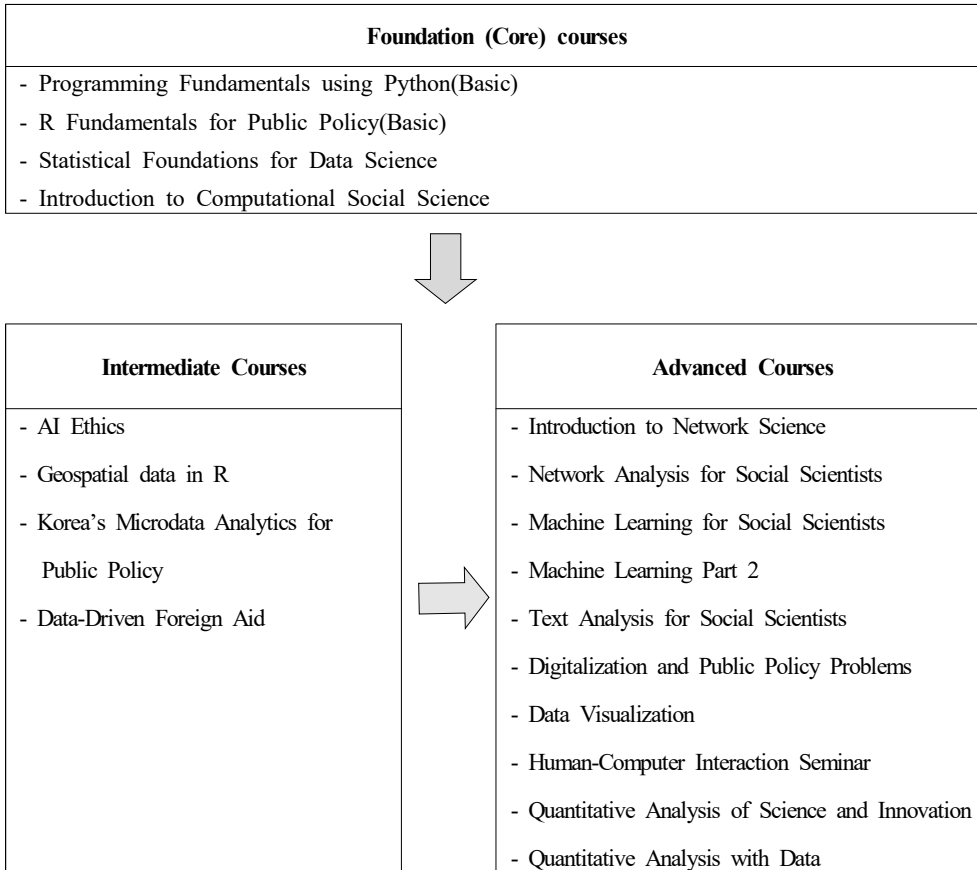 Foundation (Core) courses
- Programming Fundamentals using Python(Basic)
- R Fundamentals for Public Policy(Basic)
- Statistical Foundations for Data Science
- Introduction to Computational Social Science
Intermediate Courses
- AI Ethics
- Geospatial data in R
- Korea's Microdata Analytics for
Public Policy
- Data-Driven Foreign Aid
Advanced Courses
- Introduction to Network Science
- Network Analysis for Social Scientists
- Machine Learning for Social Scientists
- Machine Learning Part 2
- Text Analysis for Social Scientists
- Digitalization and Public Policy Problems
- Data Visualization
- Human-Computer Interaction Seminar
- Quantitative Analysis of Science and Innovation
- Quantitative Analysis with Data